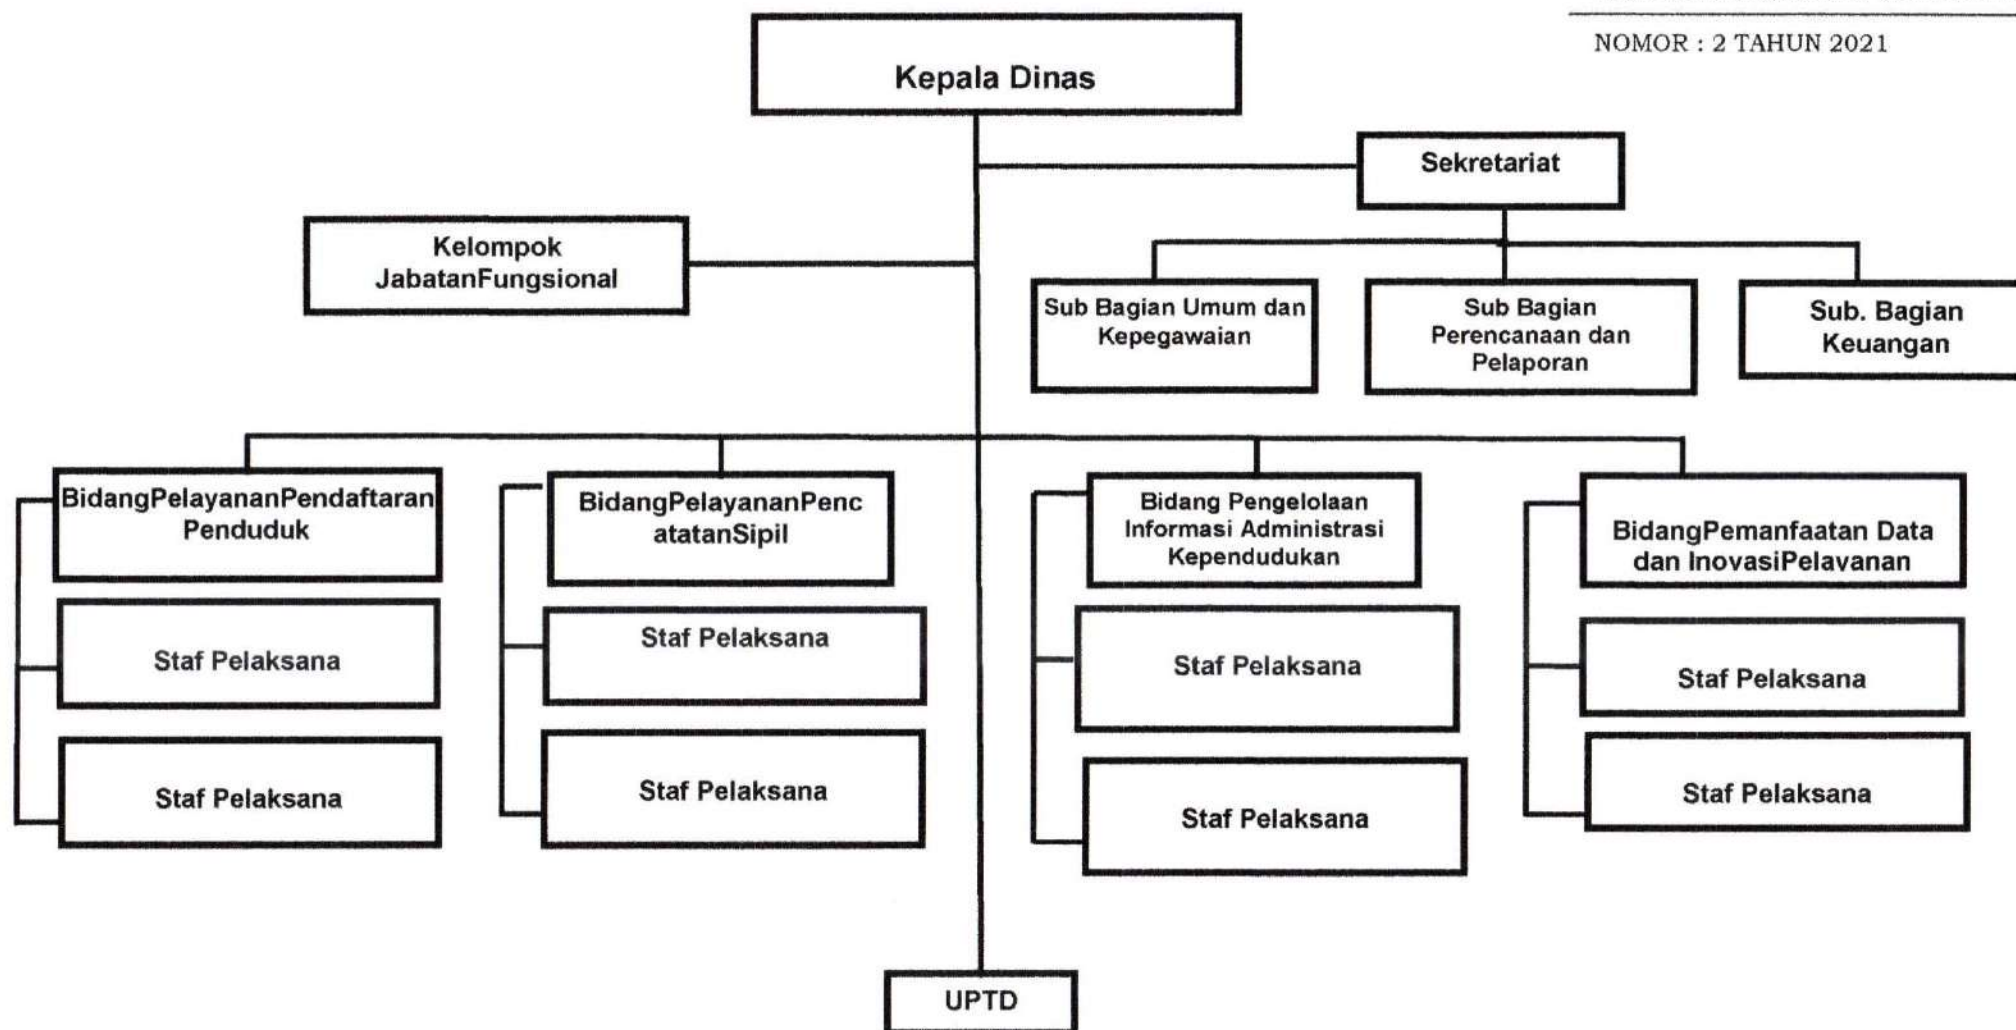 NOMOR : 2 TAHUN 2021
Kepala Dinas
Sekretariat
Kelompok
JabatanFungsional
Sub Bagian Umum dan
Kepegawaian
Sub Bagian
Perencanaan dan
Pelaporan
Sub. Bagian
Keuangan
BidangPelayananPendaftaran
Penduduk
BidangPelayananPenc
atatanSipil
Bidang Pengelolaan
Informasi Administrasi
Kependudukan
BidangPemanfaatan Data
dan InovasiPelavanan
Staf Pelaksana
Staf Pelaksana
Staf Pelaksana
Staf Pelaksana
Staf Pelaksana
Staf Pelaksana
Staf Pelaksana
Staf Pelaksana
UPTD